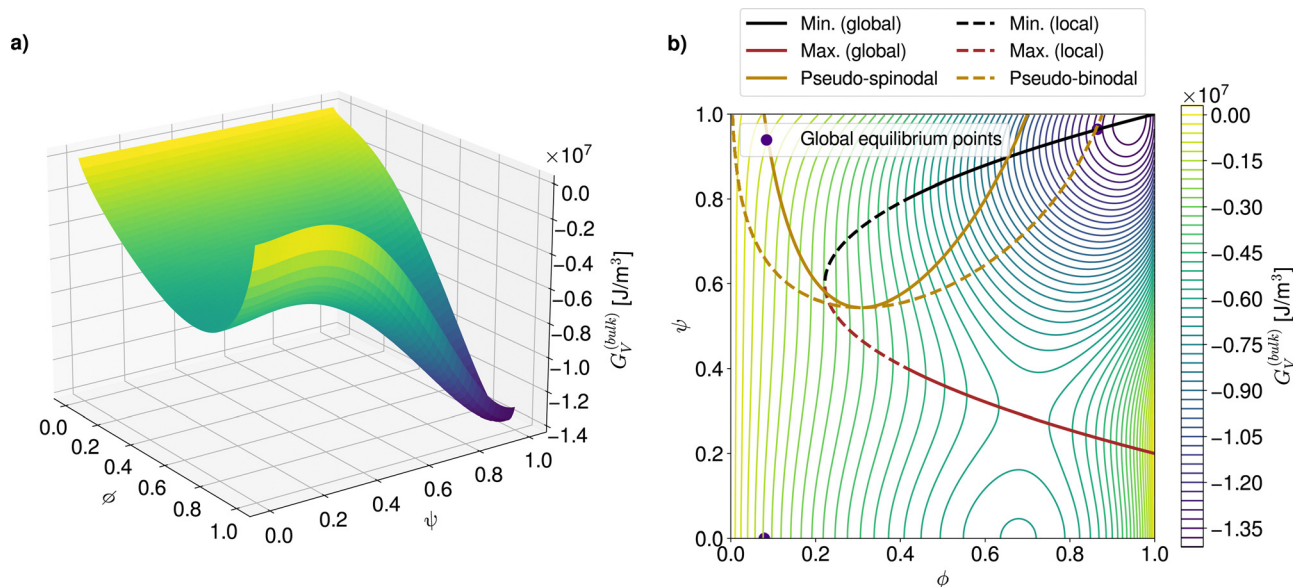 a)
×10⁷
0.0
−0.2
−0.4
−0.6
−0.8
−1.0
−1.2
−1.4
G_V^(bulk) [J/m³]
0.0
0.2
0.4
0.6
0.8
1.0
ϕ
0.0
0.2
0.4
0.6
0.8
1.0
ψ
b)
Min. (global)
Max. (global)
Pseudo-spinodal
Min. (local)
Max. (local)
Pseudo-binodal
Global equilibrium points
1.0
0.8
0.6
0.4
0.2
0.0
ψ
0.0
0.2
0.4
0.6
0.8
1.0
ϕ
×10⁷
0.00
−0.15
−0.30
−0.45
−0.60
−0.75
−0.90
−1.05
−1.20
−1.35
G_V^(bulk) [J/m³]